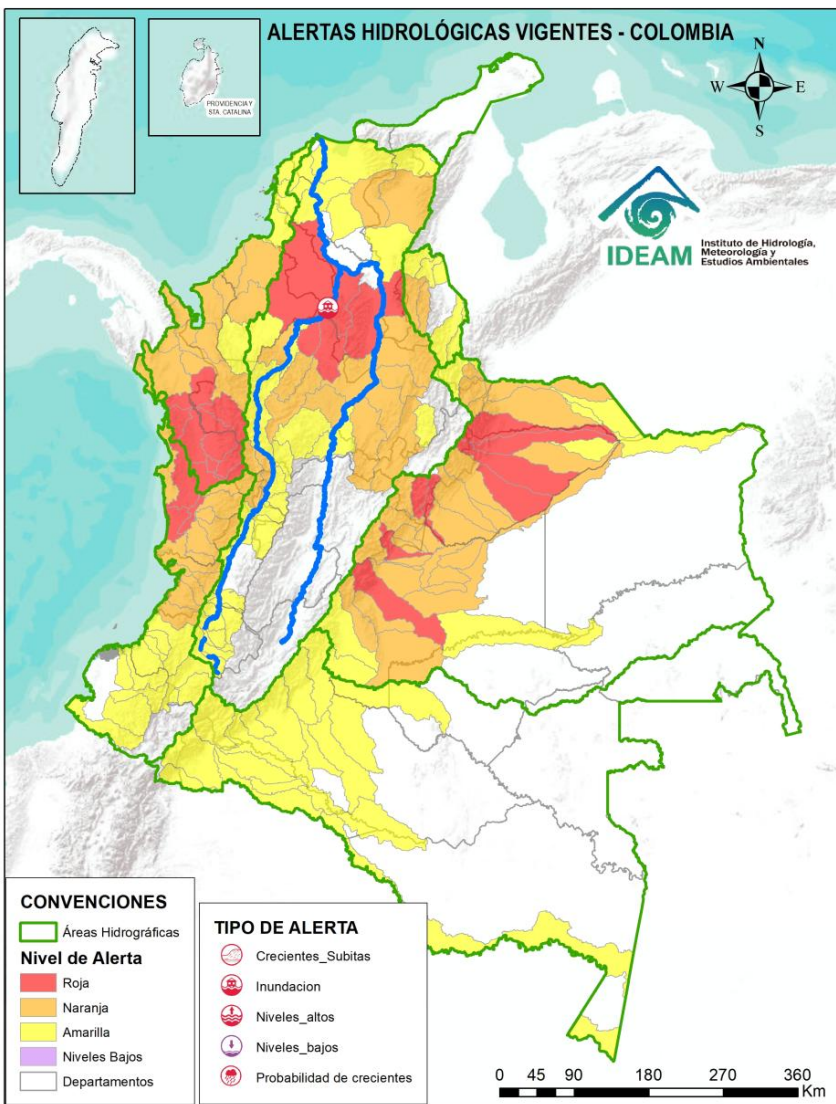 ALERTAS HIDROLÓGICAS VIGENTES - COLOMBIA
PROVIDENCIA Y
STA. CATALINA
N
W
E
S
IDEAM
Instituto de Hidrología,
Meteorología y
Estudios Ambientales
CONVENCIONES
Áreas Hidrográficas
Nivel de Alerta
Roja
Naranja
Amarilla
Niveles Bajos
Departamentos
TIPO DE ALERTA
Crecientes_Subitas
Inundacion
Niveles_altos
Niveles_bajos
Probabilidad de crecientes
0 45 90 180 270 360
Km